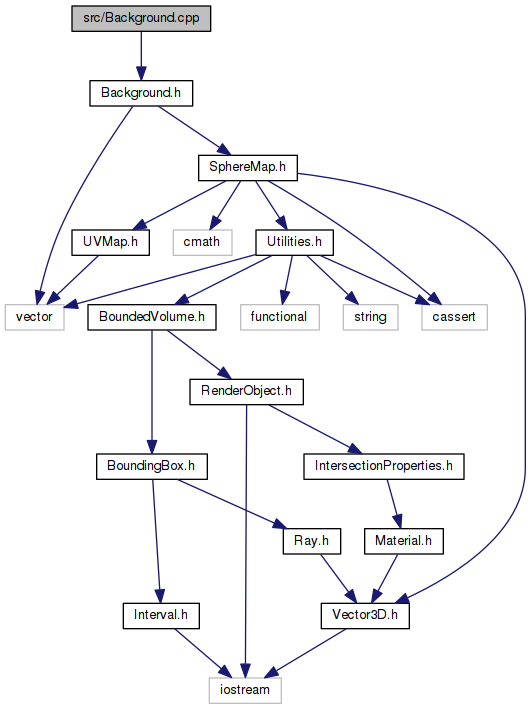 src/Background.cpp
Background.h
SphereMap.h
UVMap.h
cmath
Utilities.h
vector
BoundedVolume.h
functional
string
cassert
RenderObject.h
BoundingBox.h
IntersectionProperties.h
Ray.h
Material.h
Interval.h
Vector3D.h
iostream